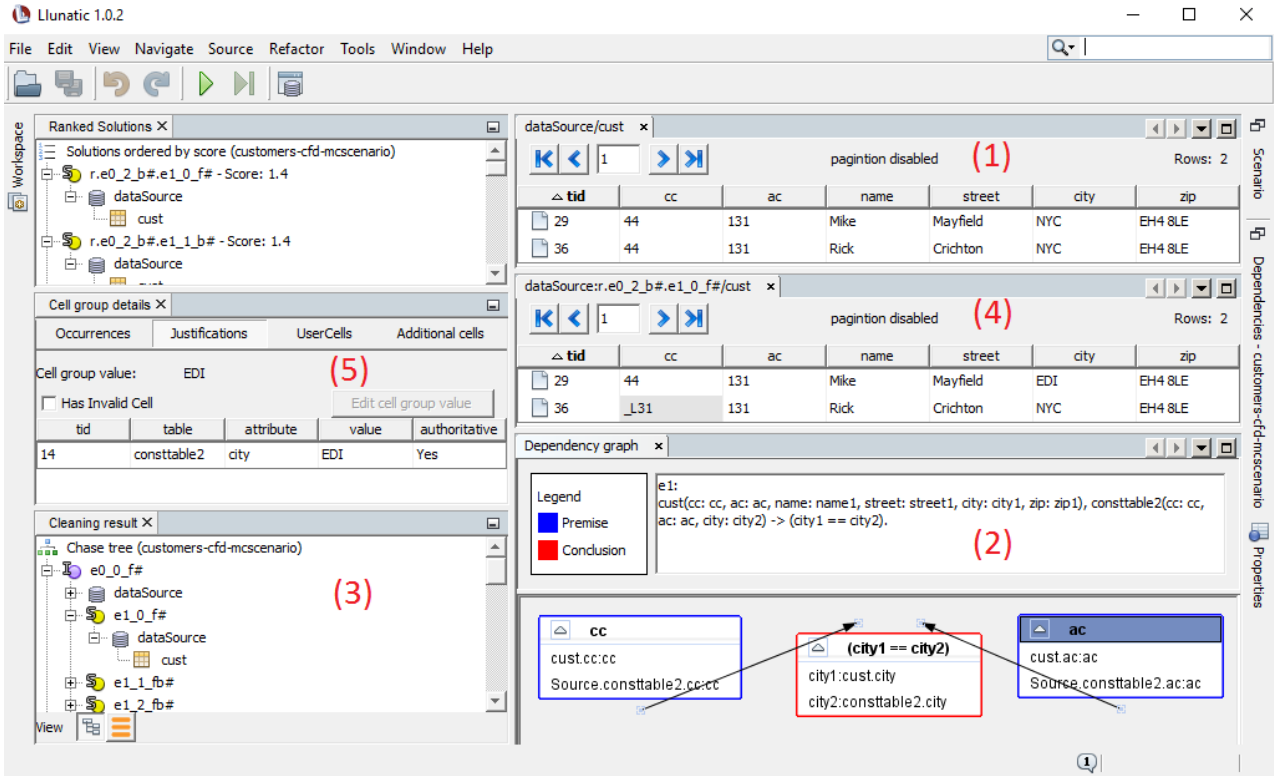 Llunatic 1.0.2
File Edit View Navigate Source Refactor Tools Window Help
Workspace
Ranked Solutions X
Solutions ordered by score (customers-cfd-mcscenario)
r.e0_2_b#.e1_0_f# - Score: 1.4
dataSource
cust
r.e0_2_b#.e1_1_b# - Score: 1.4
dataSource
cust
Cell group details X
Occurrences Justifications UserCells Additional cells
Cell group value: EDI
(5)
Has Invalid Cell Edit cell group value
tid table attribute value authoritative
14 consttable2 city EDI Yes
Cleaning result X
Chase tree (customers-cfd-mcscenario)
e0_0_f#
dataSource
(3)
e1_0_f#
dataSource
cust
e1_1_fb#
e1_2_fb#
View
dataSource/cust x
1 pagintion disabled (1) Rows: 2
tid cc ac name street city zip
29 44 131 Mike Mayfield NYC EH4 8LE
36 44 131 Rick Crichton NYC EH4 8LE
dataSource:r.e0_2_b#.e1_0_f#/cust x
1 pagintion disabled (4) Rows: 2
tid cc ac name street city zip
29 44 131 Mike Mayfield EDI EH4 8LE
36 _L31 131 Rick Crichton NYC EH4 8LE
Dependency graph x
Legend
Premise
Conclusion
e1:
cust(cc: cc, ac: ac, name: name1, street: street1, city: city1, zip: zip1), consttable2(cc: cc,
ac: ac, city: city2) -> (city1 == city2).
(2)
cc
cust.cc:cc
Source.consttable2.cc:cc
(city1 == city2)
city1:cust.city
city2:consttable2.city
ac
cust.ac:ac
Source.consttable2.ac:ac
Scenario
Dependencies - customers-cfd-mcscenario
Properties
1